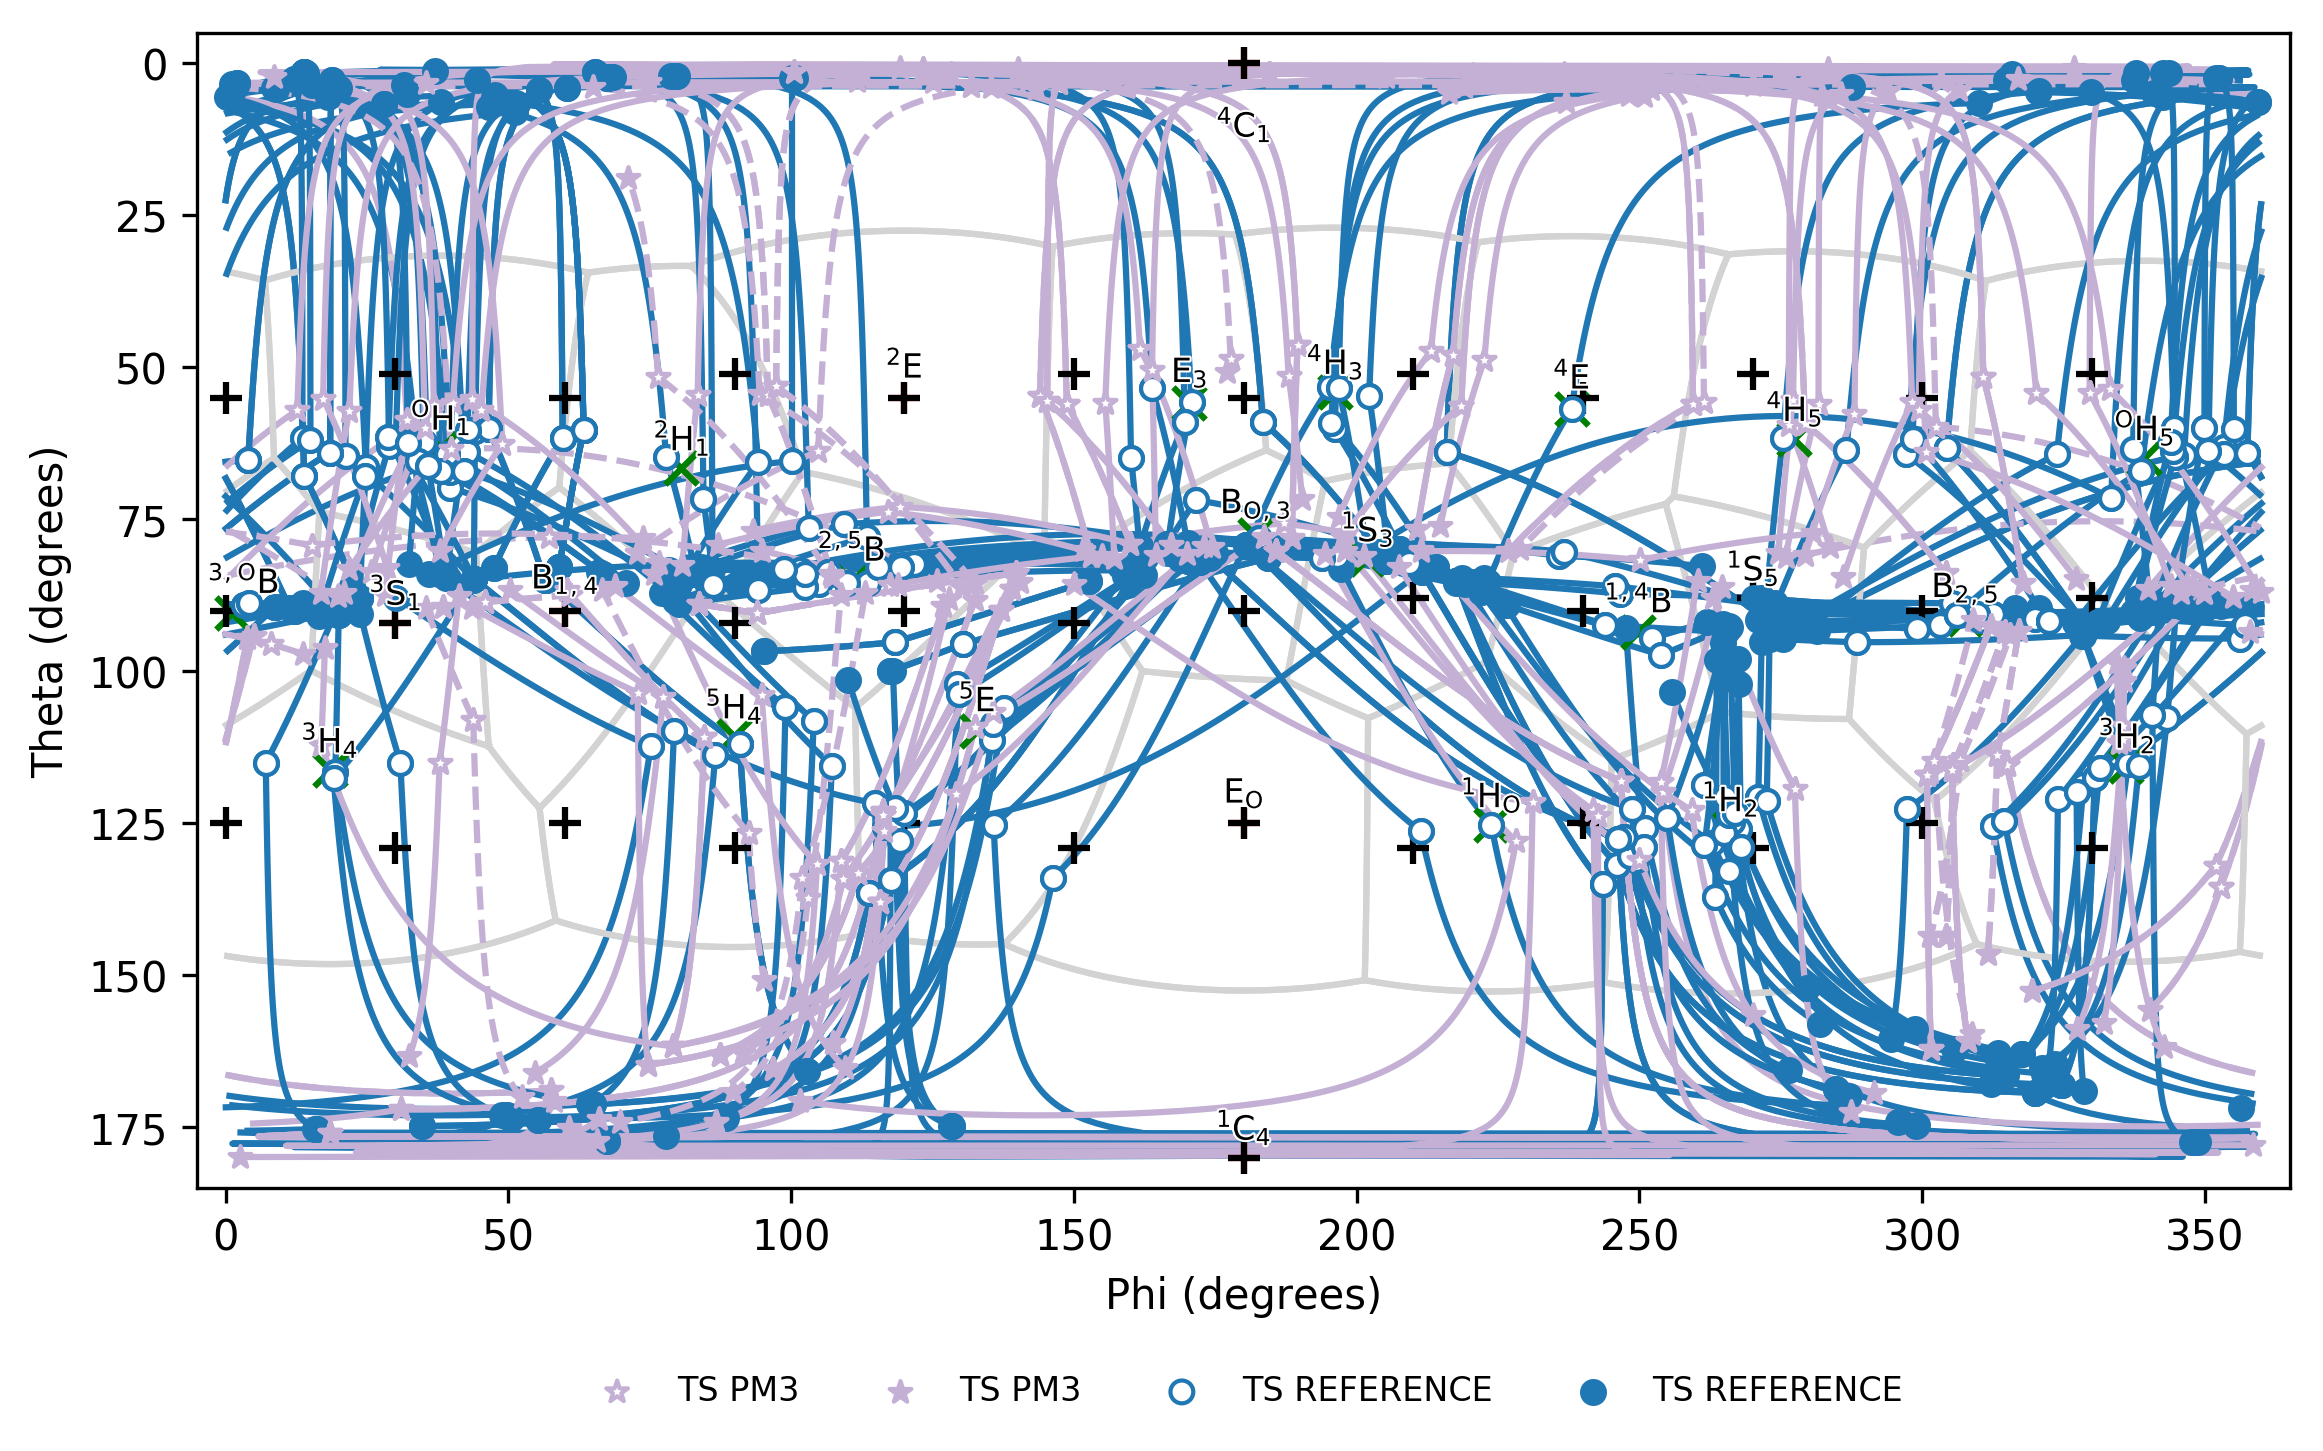 0
25
50
75
100
125
150
175
Theta (degrees)
⁴C₁
²E
E₃
⁴H₃
⁴E
ᴼH₁
²H₁
⁴H₅
ᴼH₅
B_O,₃
¹S₃
²,⁵B
³,ᴼB
³S₁
B₁,₄
¹S₅
¹,⁴B
B₂,₅
⁵H₄
⁵E
³H₄
³H₂
E_O
¹H_O
¹H₂
¹C₄
0 50 100 150 200 250 300 350
Phi (degrees)
TS PM3 TS PM3 TS REFERENCE TS REFERENCE